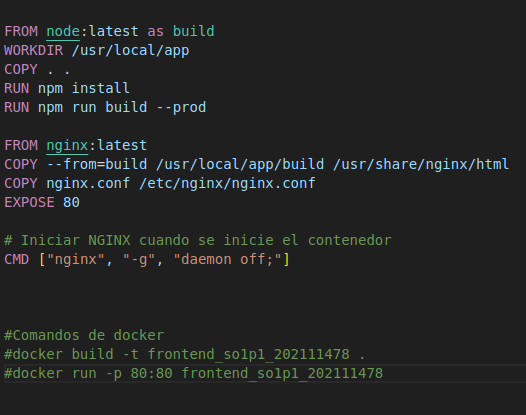 FROM node:latest as build
WORKDIR /usr/local/app
COPY . .
RUN npm install
RUN npm run build --prod
FROM nginx:latest
COPY --from=build /usr/local/app/build /usr/share/nginx/html
COPY nginx.conf /etc/nginx/nginx.conf
EXPOSE 80
# Iniciar NGINX cuando se inicie el contenedor
CMD ["nginx", "-g", "daemon off;"]
#Comandos de docker
#docker build -t frontend_so1p1_202111478 .
#docker run -p 80:80 frontend_so1p1_202111478